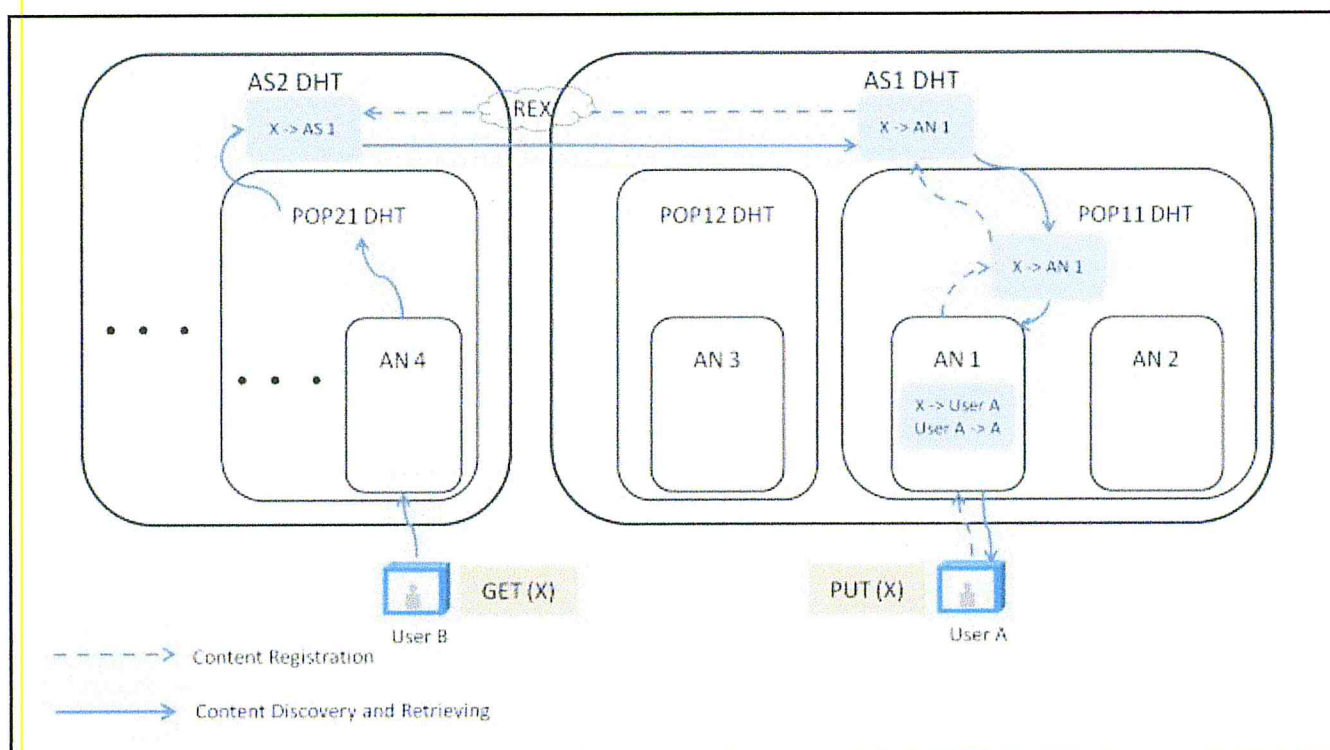 AS2 DHT
AS1 DHT
REX
X -> AS 1
X -> AN 1
POP21 DHT
POP12 DHT
POP11 DHT
X -> AN 1
AN 4
AN 3
AN 1
AN 2
X -> User A
User A -> A
GET (X)
PUT (X)
User B
User A
Content Registration
Content Discovery and Retrieving